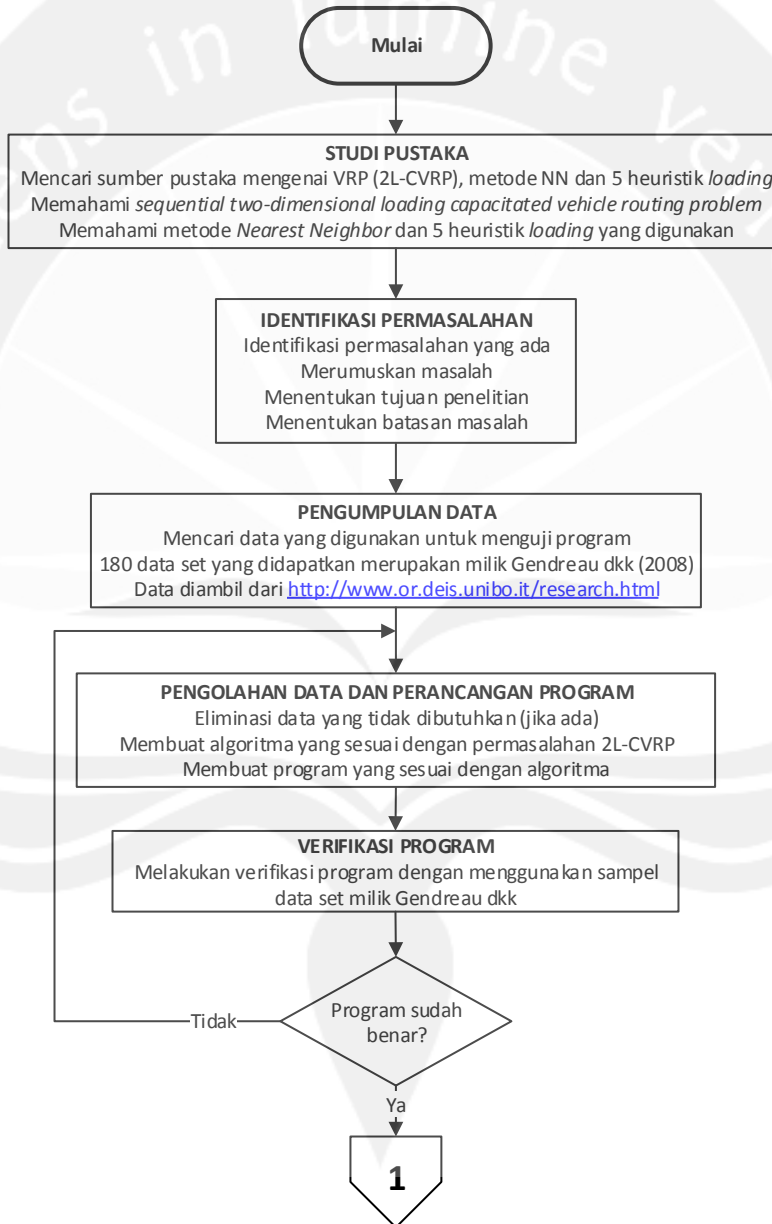 ens in lumine ver
Mulai
STUDI PUSTAKA
Mencari sumber pustaka mengenai VRP (2L-CVRP), metode NN dan 5 heuristik loading
Memahami sequential two-dimensional loading capacitated vehicle routing problem
Memahami metode Nearest Neighbor dan 5 heuristik loading yang digunakan
IDENTIFIKASI PERMASALAHAN
Identifikasi permasalahan yang ada
Merumuskan masalah
Menentukan tujuan penelitian
Menentukan batasan masalah
PENGUMPULAN DATA
Mencari data yang digunakan untuk menguji program
180 data set yang didapatkan merupakan milik Gendreau dkk (2008)
Data diambil dari http://www.or.deis.unibo.it/research.html
PENGOLAHAN DATA DAN PERANCANGAN PROGRAM
Eliminasi data yang tidak dibutuhkan (jika ada)
Membuat algoritma yang sesuai dengan permasalahan 2L-CVRP
Membuat program yang sesuai dengan algoritma
VERIFIKASI PROGRAM
Melakukan verifikasi program dengan menggunakan sampel
data set milik Gendreau dkk
Program sudah
benar?
Tidak
Ya
1